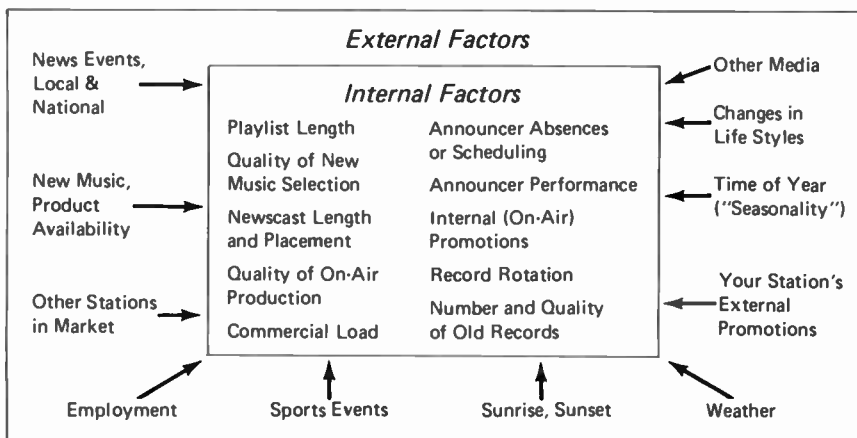 External Factors
News Events,
Local &
National
New Music,
Product
Availability
Other Stations
in Market
Internal Factors
Playlist Length
Quality of New
Music Selection
Newscast Length
and Placement
Quality of On-Air
Production
Commercial Load
Announcer Absences
or Scheduling
Announcer Performance
Internal (On-Air)
Promotions
Record Rotation
Number and Quality
of Old Records
Other Media
Changes in
Life Styles
Time of Year
("Seasonality")
Your Station's
External
Promotions
Employment
Sports Events
Sunrise, Sunset
Weather